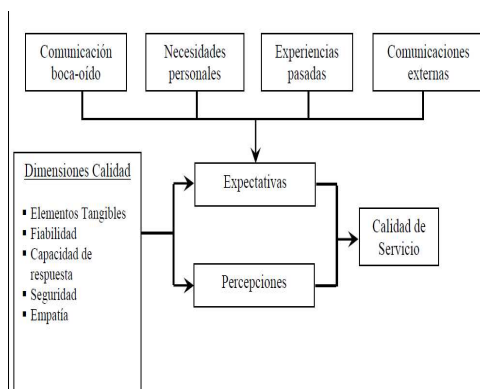 Comunicación
boca-oído
Necesidades
personales
Experiencias
pasadas
Comunicaciones
externas
Dimensiones Calidad
▪ Elementos Tangibles
▪ Fiabilidad
▪ Capacidad de
respuesta
▪ Seguridad
▪ Empatía
Expectativas
Percepciones
Calidad de
Servicio